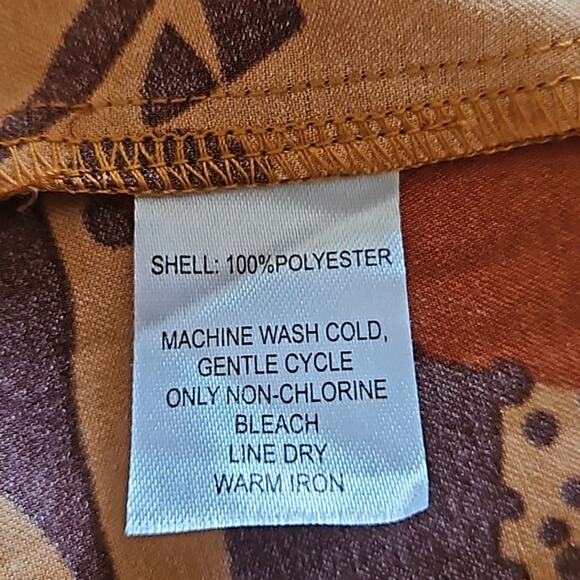 SHELL: 100%POLYESTER
MACHINE WASH COLD,
GENTLE CYCLE
ONLY NON-CHLORINE
BLEACH
LINE DRY
WARM IRON